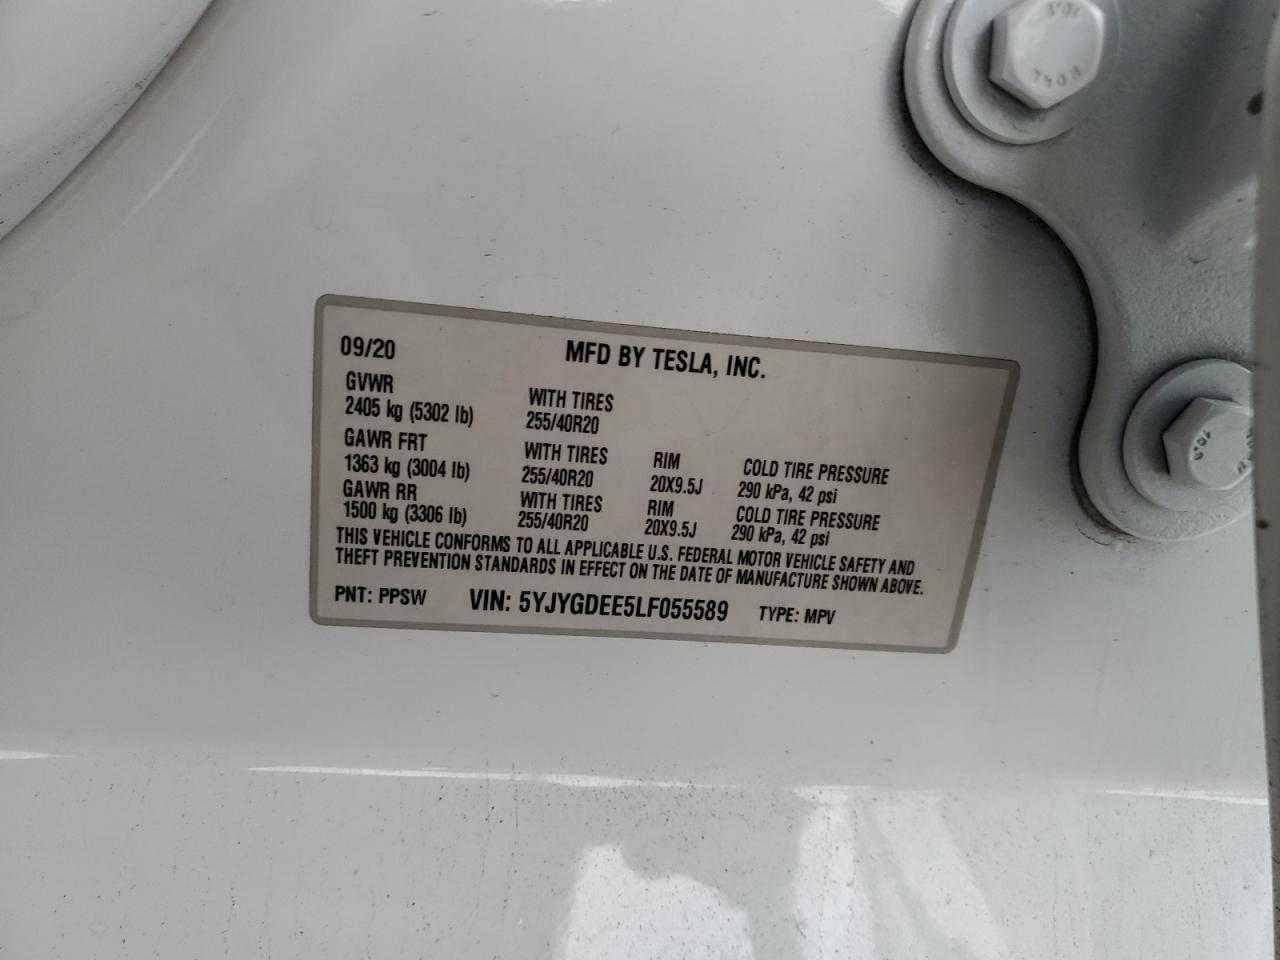 09/20 MFD BY TESLA, INC.
GVWR
2405 kg (5302 lb)
WITH TIRES
255/40R20
GAWR FRT
1363 kg (3004 lb)
WITH TIRES
255/40R20
RIM
20X9.5J
COLD TIRE PRESSURE
290 kPa, 42 psi
GAWR RR
1500 kg (3306 lb)
WITH TIRES
255/40R20
RIM
20X9.5J
COLD TIRE PRESSURE
290 kPa, 42 psi
THIS VEHICLE CONFORMS TO ALL APPLICABLE U.S. FEDERAL MOTOR VEHICLE SAFETY AND
THEFT PREVENTION STANDARDS IN EFFECT ON THE DATE OF MANUFACTURE SHOWN ABOVE.
PNT: PPSW VIN: 5YJYGDEE5LF055589 TYPE: MPV